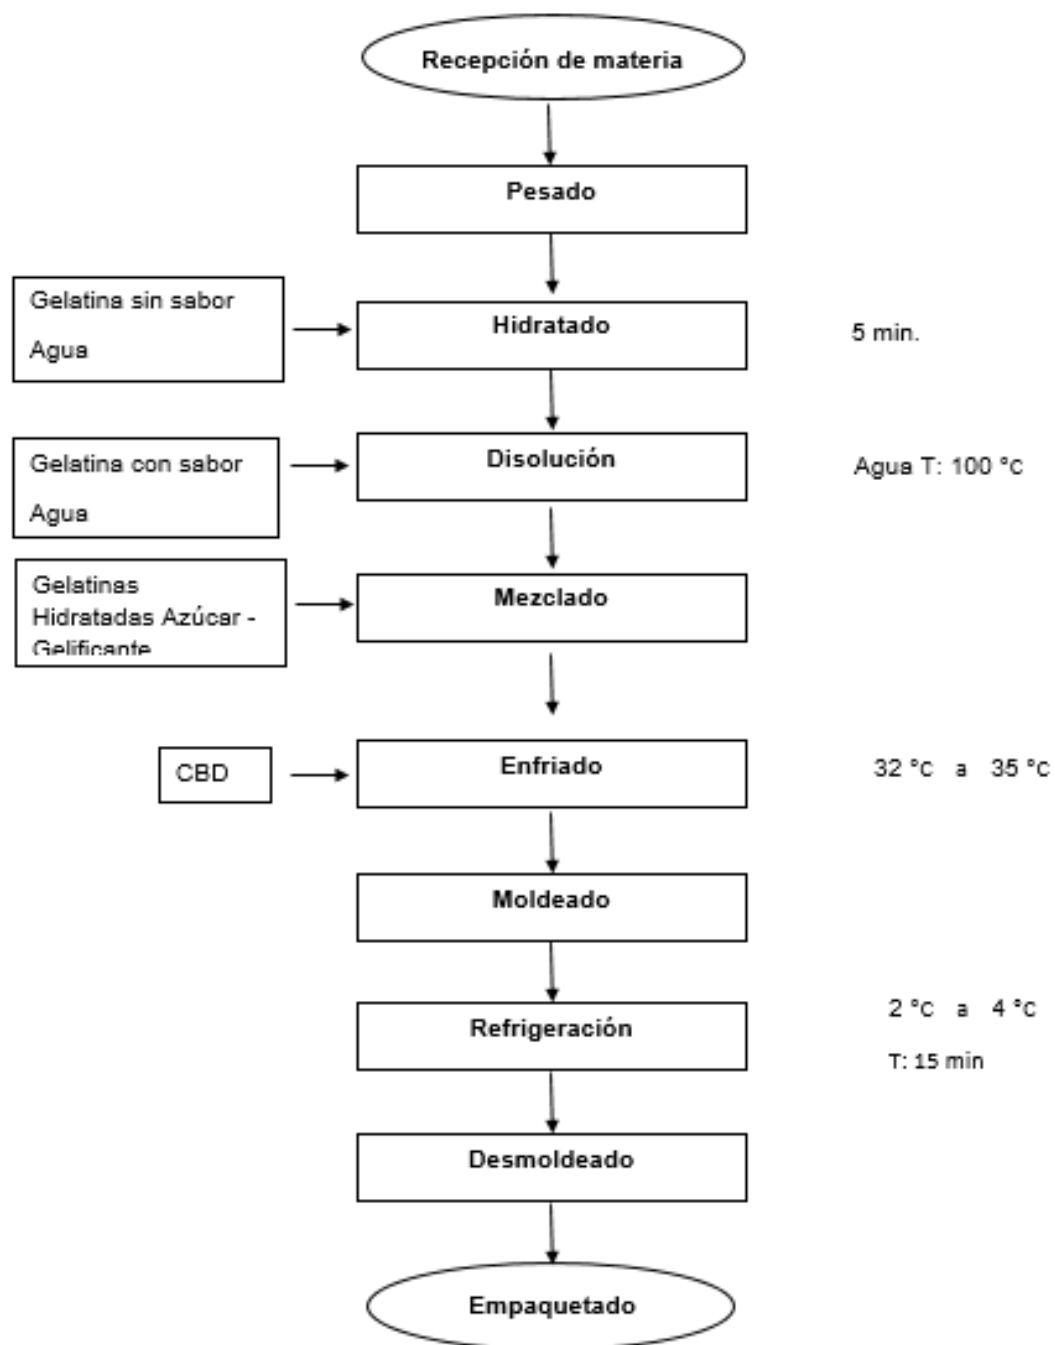 Recepción de materia
Pesado
Gelatina sin sabor
Agua
Hidratado
5 min.
Gelatina con sabor
Agua
Disolución
Agua T: 100 °C
Gelatinas
Hidratadas Azúcar -
Gelificante
Mezclado
CBD
Enfriado
32 °C a 35 °C
Moldeado
Refrigeración
2 °C a 4 °C
T: 15 min
Desmoldeado
Empaquetado